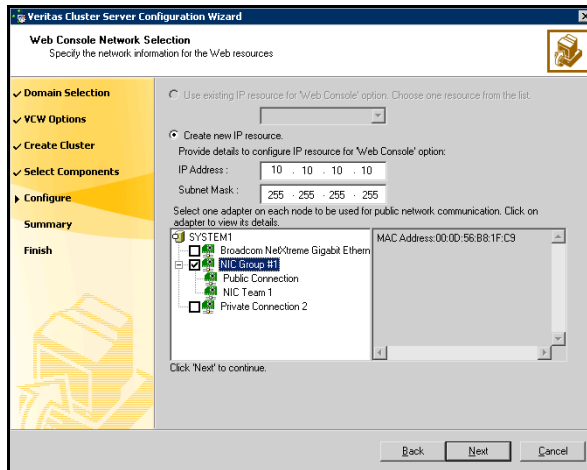 Veritas Cluster Server Configuration Wizard
Web Console Network Selection
Specify the network information for the Web resources
Domain Selection
VCW Options
Create Cluster
Select Components
Configure
Summary
Finish
Use existing IP resource for 'Web Console' option. Choose one resource from the list.
Create new IP resource.
Provide details to configure IP resource for 'Web Console' option:
IP Address : 10 . 10 . 10 . 10
Subnet Mask : 255 . 255 . 255 . 255
Select one adapter on each node to be used for public network communication. Click on
adapter to view its details.
SYSTEM1
Broadcom NetXtreme Gigabit Ethern
NIC Group #1
Public Connection
NIC Team 1
Private Connection 2
MAC Address:00:0D:56:B8:1F:C9
Click 'Next' to continue.
Back Next Cancel